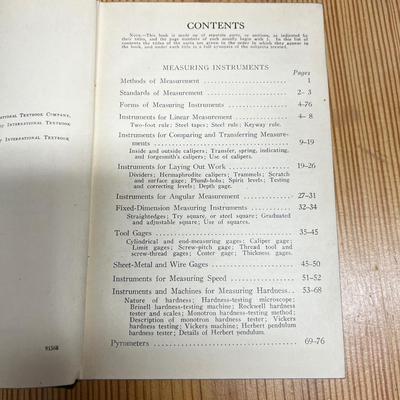 ATIONAL TEXTBOOK COMPANY,
INTERNATIONAL TEXTBOOK
INTERNATIONAL TEXTBOOK
91568
CONTENTS
NOTE.—This book is made up of separate parts, or sections, as indicated by
their titles, and the page numbers of each usually begin with 1. In this list of
contents the titles of the parts are given in the order in which they appear in
the book, and under each title is a full synopsis of the subjects treated.
MEASURING INSTRUMENTS
Pages
Methods of Measurement 1
Standards of Measurement 2- 3
Forms of Measuring Instruments 4-76
Instruments for Linear Measurement 4- 8
Two-foot rule; Steel tapes; Steel rule; Keyway rule.
Instruments for Comparing and Transferring Measure-
ments 9-19
Inside and outside calipers; Transfer, spring, indicating,
and forgesmith's calipers; Use of calipers.
Instruments for Laying Out Work 19-26
Dividers; Hermaphrodite calipers; Trammels; Scratch
and surface gage; Plumb-bobs; Spirit levels; Testing
and correcting levels; Depth gage.
Instruments for Angular Measurement 27-31
Fixed-Dimension Measuring Instruments 32-34
Straightedges; Try square, or steel square; Graduated
and adjustable squares; Use of squares.
Tool Gages 35-45
Cylindrical and end-measuring gages; Caliper gage;
Limit gages; Screw-pitch gage; Thread tool and
screw-thread gages; Center gage; Thickness gages.
Sheet-Metal and Wire Gages 45-50
Instruments for Measuring Speed 51-52
Instruments and Machines for Measuring Hardness.. 53-68
Nature of hardness; Hardness-testing microscope;
Brinell hardness-testing machine; Rockwell hardness
tester and scales; Monotron hardness-testing method;
Description of monotron hardness tester; Vickers
hardness testing; Vickers machine; Herbert pendulum
hardness tester; Details of Herbert pendulum.
Pyrometers 69-76